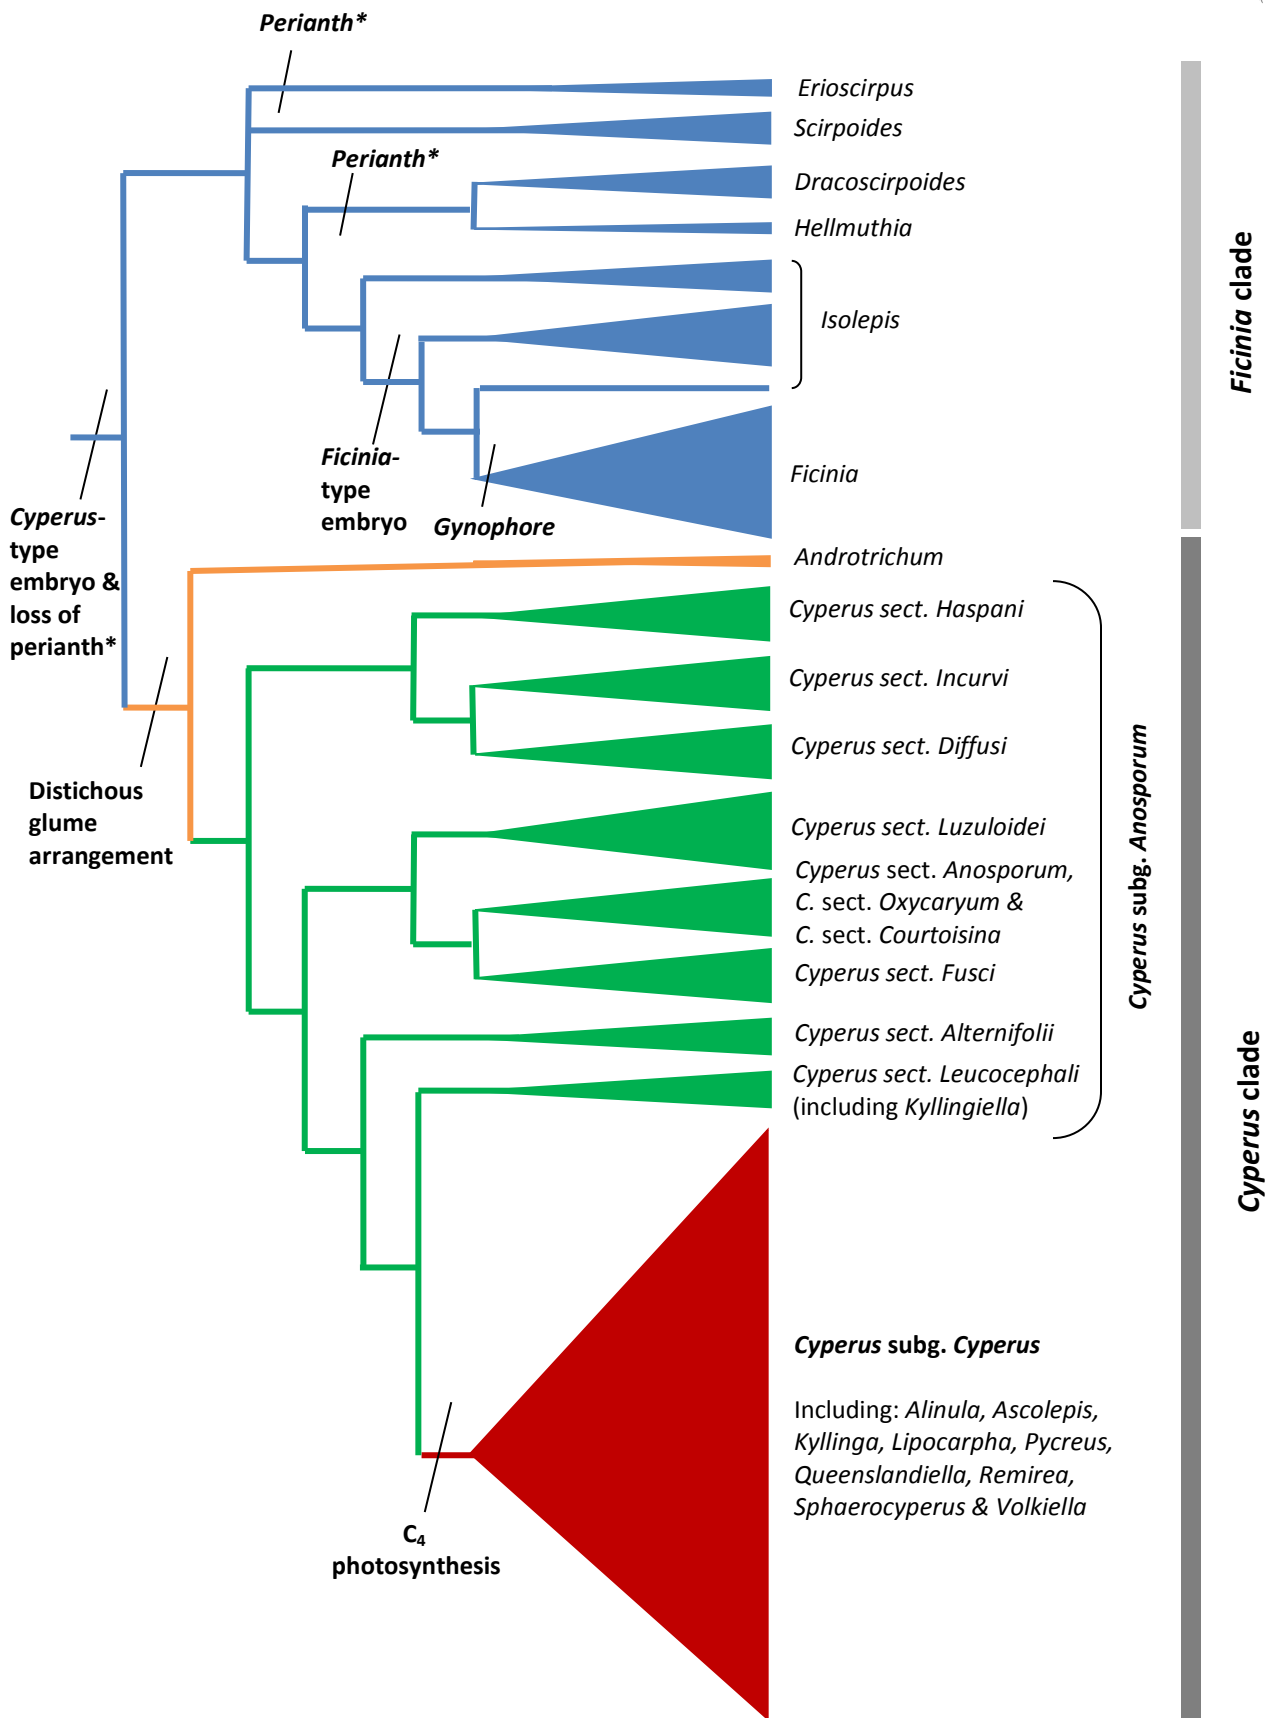 Perianth*
Erioscirpus
Scirpoides
Perianth*
Dracoscirpoides
Hellmuthia
Isolepis
Ficinia-
type
embryo
Gynophore
Ficinia
Ficinia clade
Cyperus-
type
embryo &
loss of
perianth*
Androtrichum
Cyperus sect. Haspani
Cyperus sect. Incurvi
Cyperus sect. Diffusi
Distichous
glume
arrangement
Cyperus sect. Luzuloidei
Cyperus sect. Anosporum,
C. sect. Oxycaryum &
C. sect. Courtoisina
Cyperus sect. Fusci
Cyperus sect. Alternifolii
Cyperus sect. Leucocephali
(including Kyllingiella)
Cyperus subg. Anosporum
Cyperus clade
Cyperus subg. Cyperus
Including: Alinula, Ascolepis,
Kyllinga, Lipocarpha, Pycreus,
Queenslandiella, Remirea,
Sphaerocyperus & Volkiella
C₄
photosynthesis